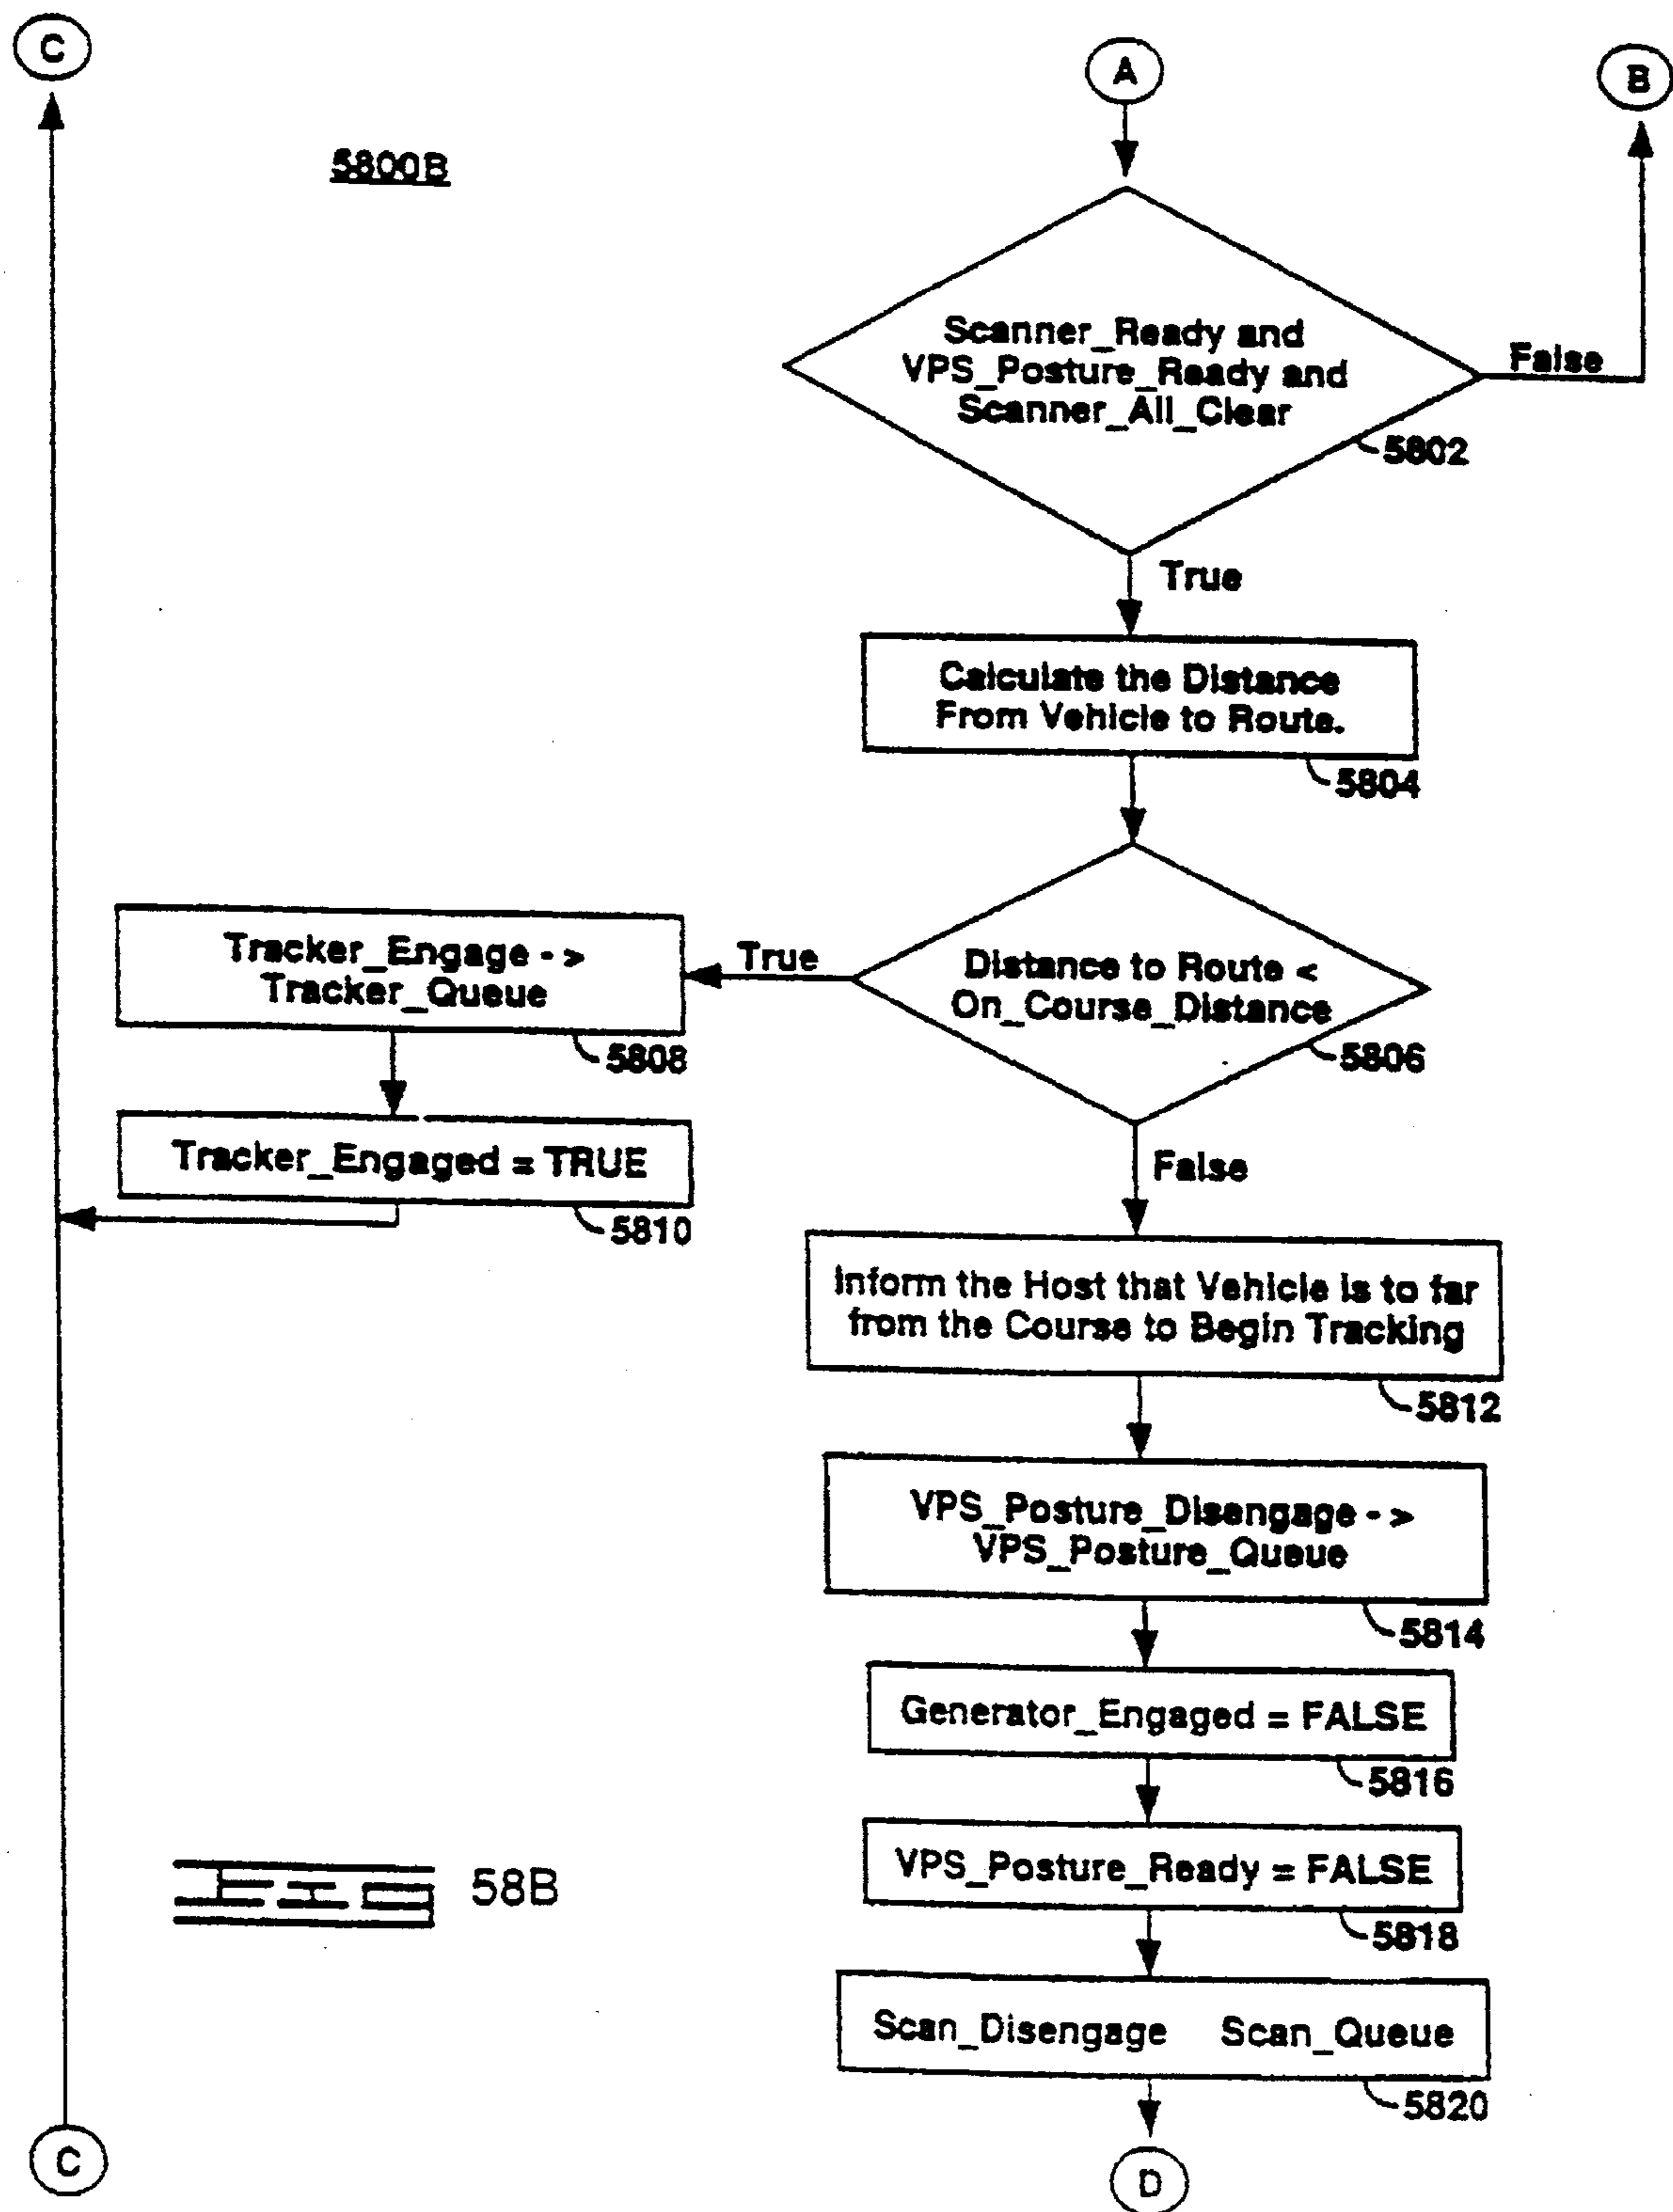 C
A
B
5800B
Scanner_Ready and
VPS_Posture_Ready and
Scanner_All_Clear
False
5802
True
Calculate the Distance
From Vehicle to Route.
5804
Distance to Route <
On_Course_Distance
5806
True
Tracker_Engage - >
Tracker_Queue
5808
Tracker_Engaged = TRUE
5810
False
Inform the Host that Vehicle is to far
from the Course to Begin Tracking
5812
VPS_Posture_Disengage - >
VPS_Posture_Queue
5814
Generator_Engaged = FALSE
5816
VPS_Posture_Ready = FALSE
5818
Scan_Disengage Scan_Queue
5820
FIG 58B
C
D